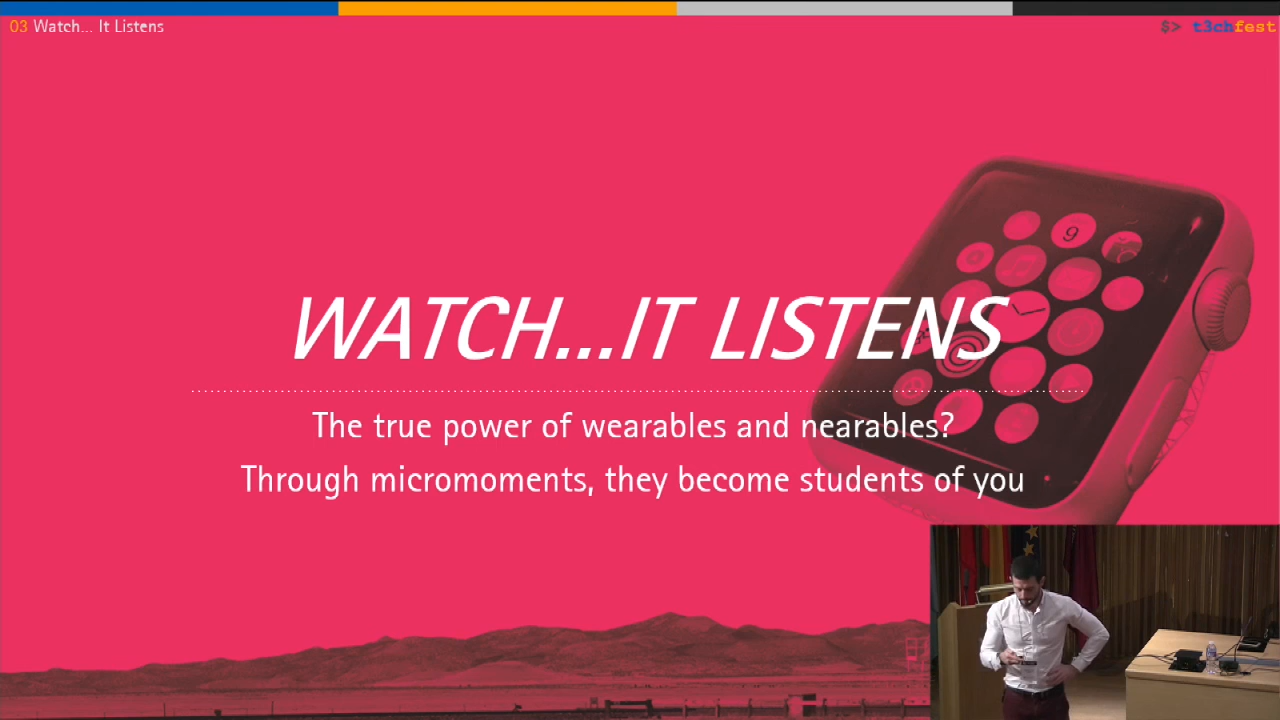 03 Watch... It Listens
$> t3chfest
9
WATCH...IT LISTENS
The true power of wearables and nearables?
Through micromoments, they become students of you